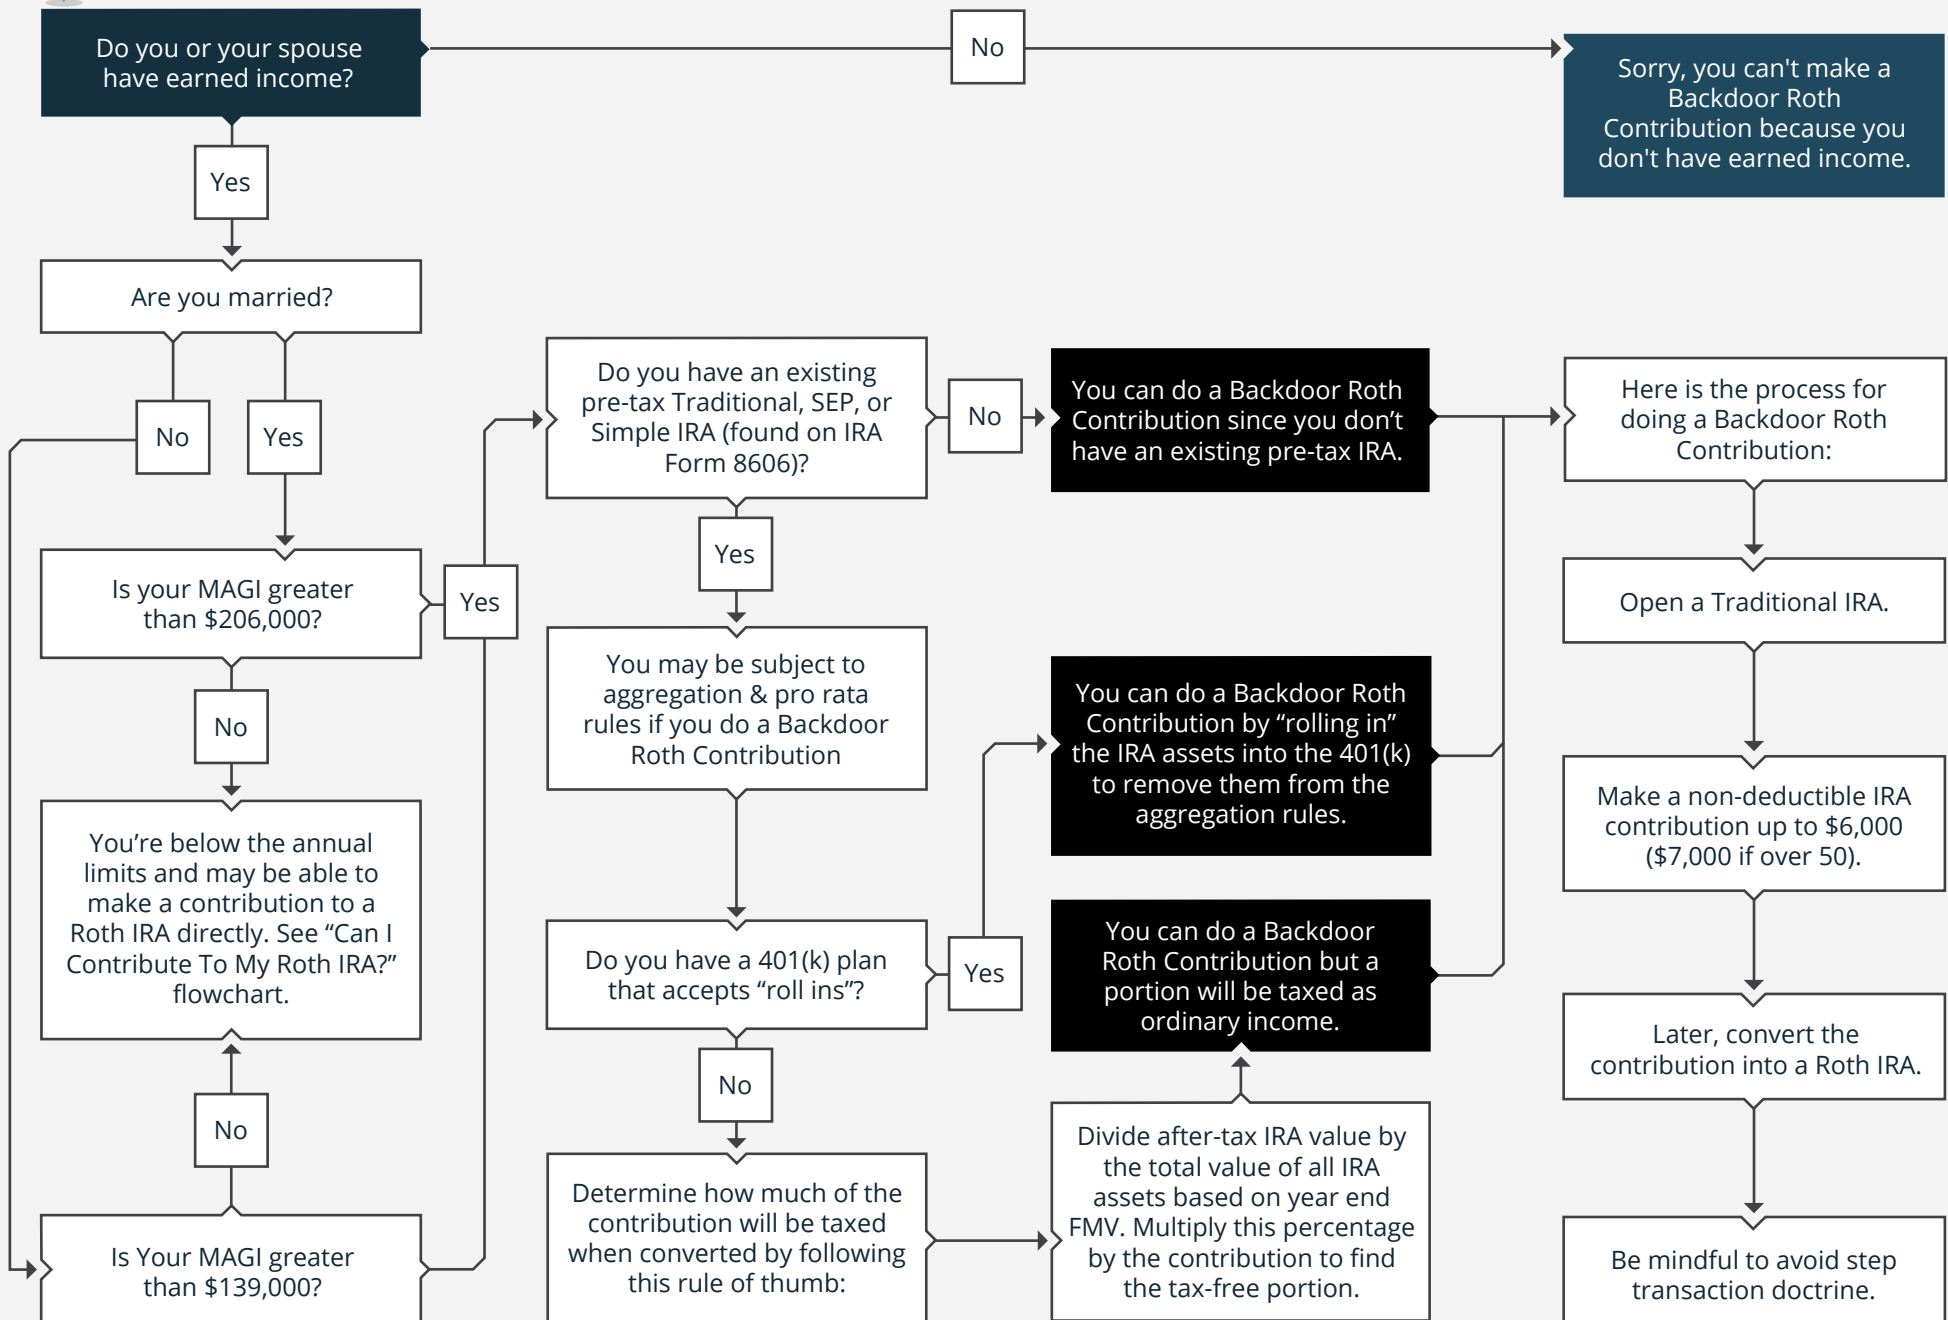 Do you or your spouse
have earned income?
No
Sorry, you can't make a
Backdoor Roth
Contribution because you
don't have earned income.
Yes
Are you married?
No
Yes
Is your MAGI greater
than $206,000?
Yes
No
You’re below the annual
limits and may be able to
make a contribution to a
Roth IRA directly. See “Can I
Contribute To My Roth IRA?”
flowchart.
No
Is Your MAGI greater
than $139,000?
Do you have an existing
pre-tax Traditional, SEP, or
Simple IRA (found on IRA
Form 8606)?
No
Yes
You may be subject to
aggregation & pro rata
rules if you do a Backdoor
Roth Contribution
Do you have a 401(k) plan
that accepts “roll ins”?
Yes
No
Determine how much of the
contribution will be taxed
when converted by following
this rule of thumb:
You can do a Backdoor Roth
Contribution since you don’t
have an existing pre-tax IRA.
You can do a Backdoor Roth
Contribution by “rolling in”
the IRA assets into the 401(k)
to remove them from the
aggregation rules.
You can do a Backdoor
Roth Contribution but a
portion will be taxed as
ordinary income.
Divide after-tax IRA value by
the total value of all IRA
assets based on year end
FMV. Multiply this percentage
by the contribution to find
the tax-free portion.
Here is the process for
doing a Backdoor Roth
Contribution:
Open a Traditional IRA.
Make a non-deductible IRA
contribution up to $6,000
($7,000 if over 50).
Later, convert the
contribution into a Roth IRA.
Be mindful to avoid step
transaction doctrine.